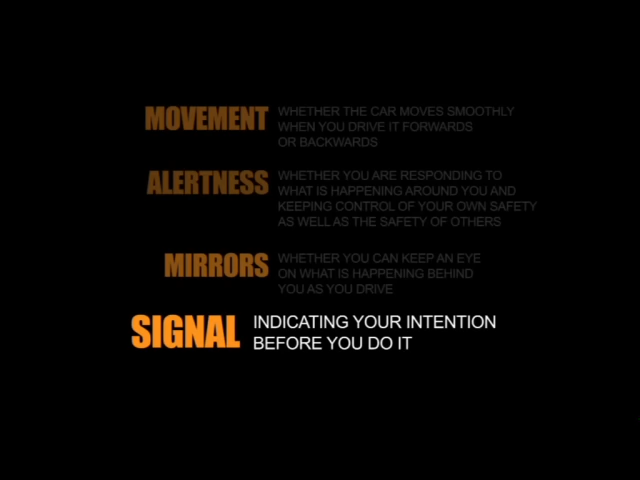 MOVEMENT WHETHER THE CAR MOVES SMOOTHLY
WHEN YOU DRIVE IT FORWARDS
OR BACKWARDS
ALERTNESS WHETHER YOU ARE RESPONDING TO
WHAT IS HAPPENING AROUND YOU AND
KEEPING CONTROL OF YOUR OWN SAFETY
AS WELL AS THE SAFETY OF OTHERS
MIRRORS WHETHER YOU CAN KEEP AN EYE
ON WHAT IS HAPPENING BEHIND
YOU AS YOU DRIVE
SIGNAL INDICATING YOUR INTENTION
BEFORE YOU DO IT